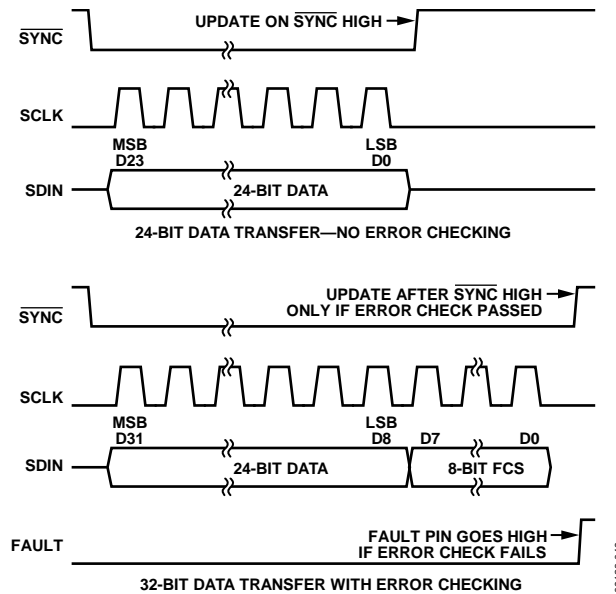 UPDATE ON SYNC HIGH
SYNC
SCLK
MSB
D23
LSB
D0
SDIN
24-BIT DATA
24-BIT DATA TRANSFER—NO ERROR CHECKING
UPDATE AFTER SYNC HIGH
ONLY IF ERROR CHECK PASSED
SYNC
SCLK
MSB
D31
LSB
D8
D7
D0
SDIN
24-BIT DATA
8-BIT FCS
FAULT
FAULT PIN GOES HIGH
IF ERROR CHECK FAILS
32-BIT DATA TRANSFER WITH ERROR CHECKING